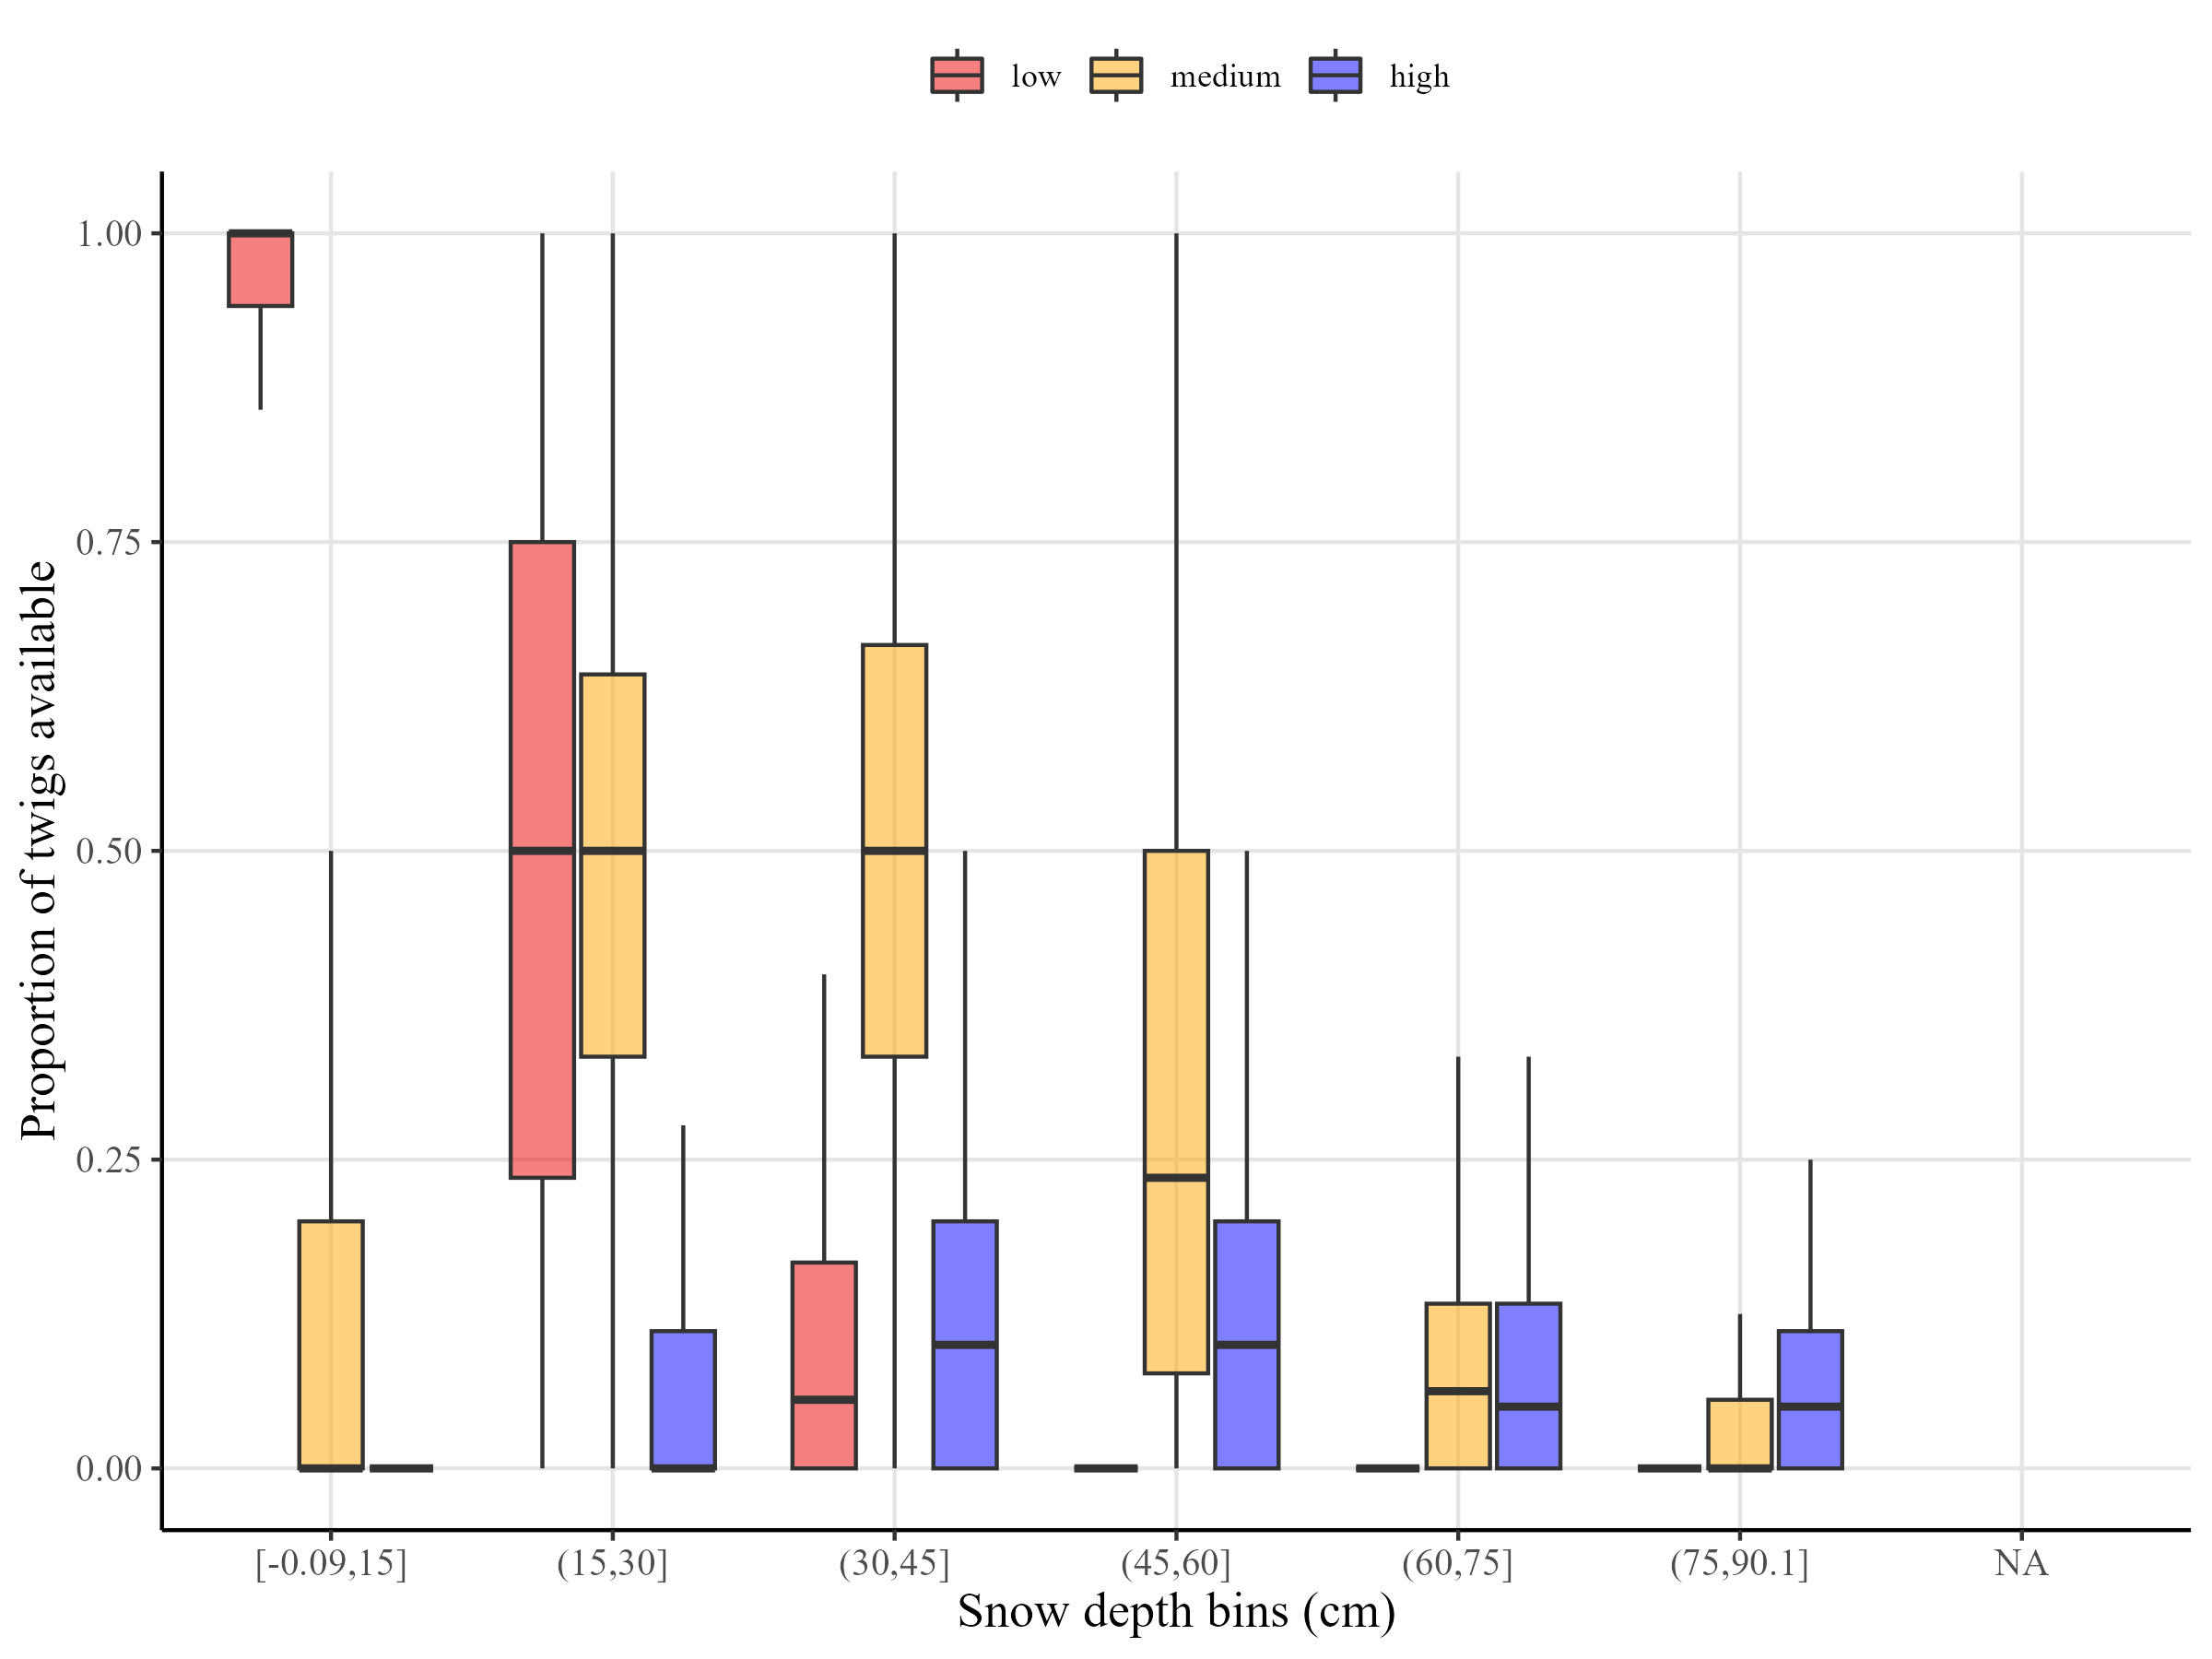 low medium high
Proportion of twigs available
1.00
0.75
0.50
0.25
0.00
[-0.09,15] (15,30] (30,45] (45,60] (60,75] (75,90.1] NA
Snow depth bins (cm)